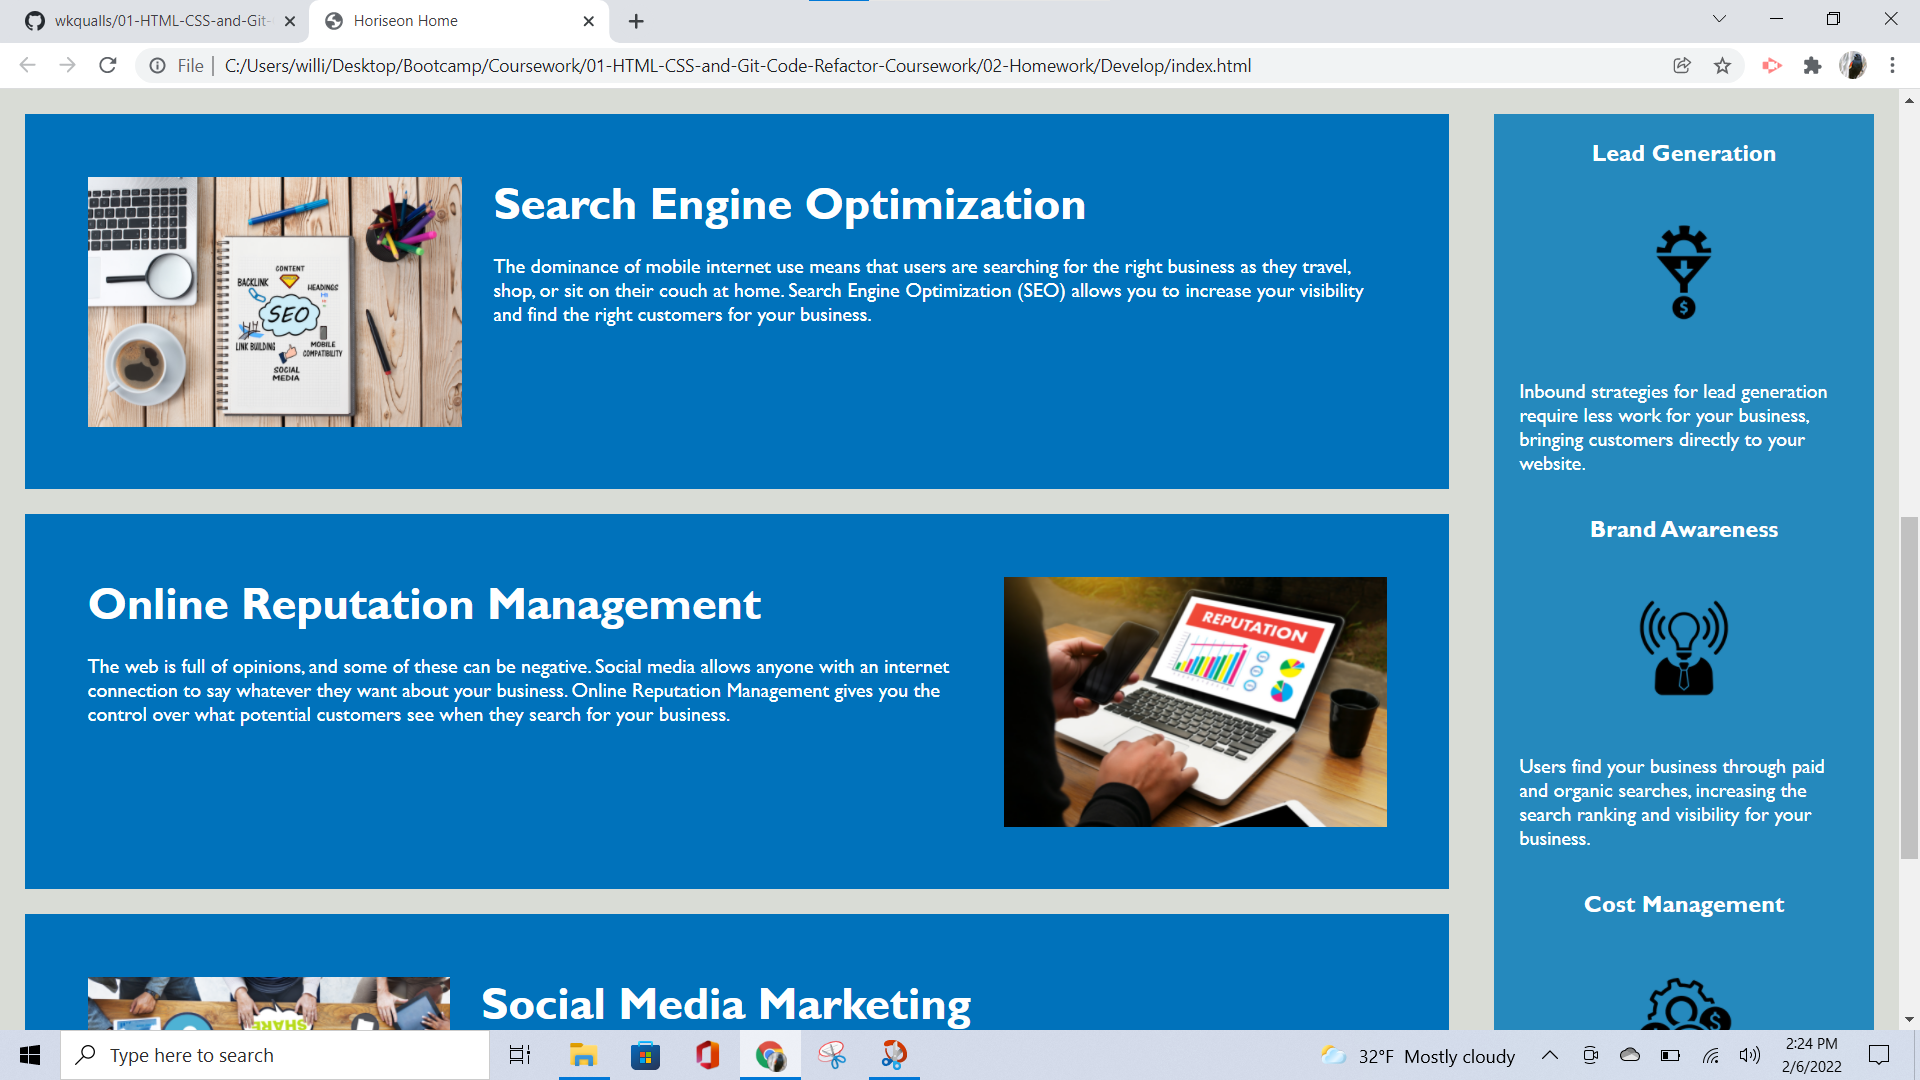 wkqualls/01-HTML-CSS-and-Git-
Horiseon Home
File
C:/Users/willi/Desktop/Bootcamp/Coursework/01-HTML-CSS-and-Git-Code-Refactor-Coursework/02-Homework/Develop/index.html
CONTENT
BACKLINK
HEADINGS
SEO
LINK BUILDING
MOBILE
COMPATIBILITY
SOCIAL
MEDIA
Search Engine Optimization
The dominance of mobile internet use means that users are searching for the right business as they travel,
shop, or sit on their couch at home. Search Engine Optimization (SEO) allows you to increase your visibility
and find the right customers for your business.
Online Reputation Management
The web is full of opinions, and some of these can be negative. Social media allows anyone with an internet
connection to say whatever they want about your business. Online Reputation Management gives you the
control over what potential customers see when they search for your business.
REPUTATION
SHARE
Social Media Marketing
Lead Generation
$
Inbound strategies for lead generation
require less work for your business,
bringing customers directly to your
website.
Brand Awareness
Users find your business through paid
and organic searches, increasing the
search ranking and visibility for your
business.
Cost Management
$
Type here to search
32°F Mostly cloudy
2:24 PM
2/6/2022